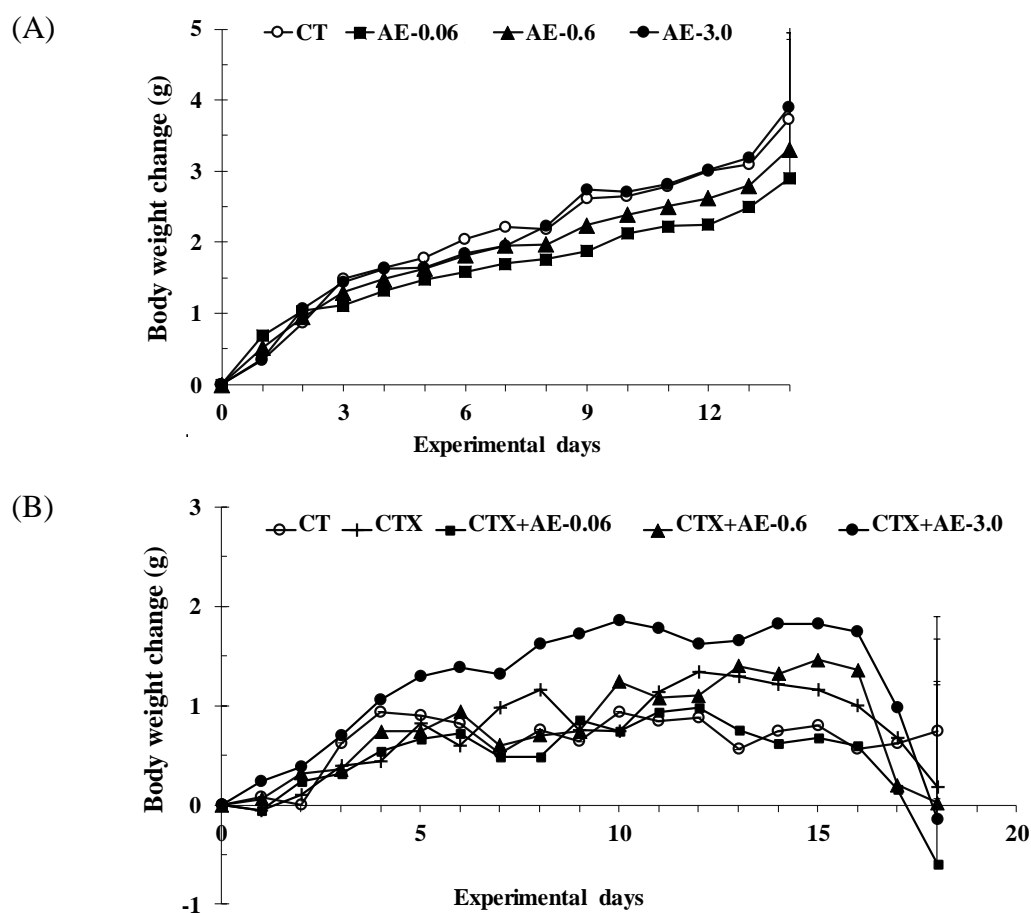 (A)
CT AE-0.06 AE-0.6 AE-3.0
5
4
3
2
1
0
Body weight change (g)
0 3 6 9 12
Experimental days
(B)
CT CTX CTX+AE-0.06 CTX+AE-0.6 CTX+AE-3.0
3
2
1
0
-1
Body weight change (g)
0 5 10 15 20
Experimental days